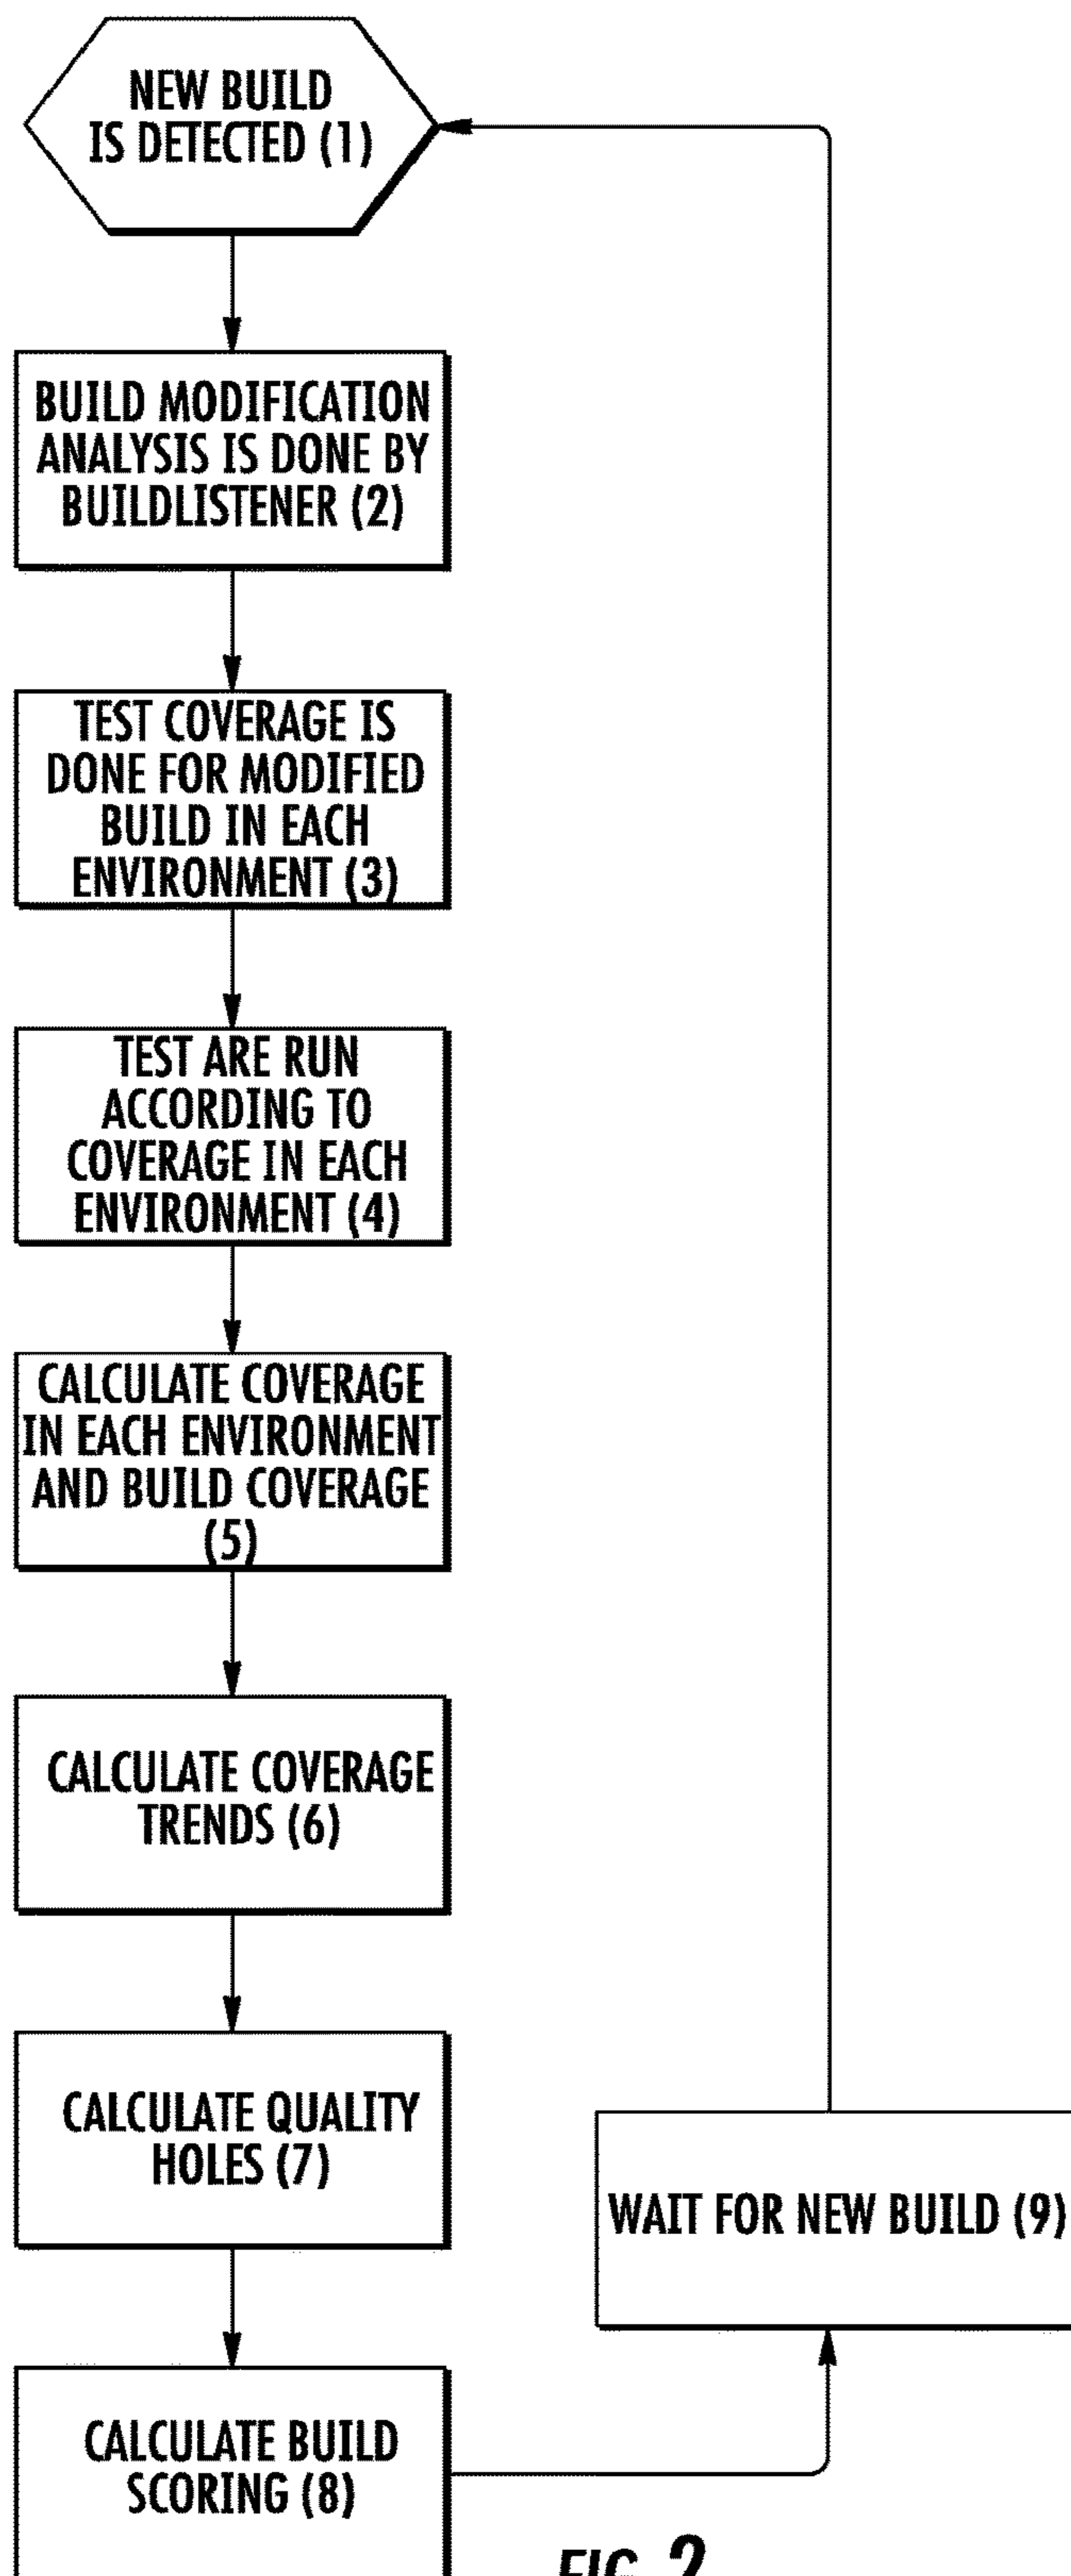 NEW BUILD
IS DETECTED (1)
BUILD MODIFICATION
ANALYSIS IS DONE BY
BUILDLISTENER (2)
TEST COVERAGE IS
DONE FOR MODIFIED
BUILD IN EACH
ENVIRONMENT (3)
TEST ARE RUN
ACCORDING TO
COVERAGE IN EACH
ENVIRONMENT (4)
CALCULATE COVERAGE
IN EACH ENVIRONMENT
AND BUILD COVERAGE
(5)
CALCULATE COVERAGE
TRENDS (6)
CALCULATE QUALITY
HOLES (7)
WAIT FOR NEW BUILD (9)
CALCULATE BUILD
SCORING (8)
FIG. 2